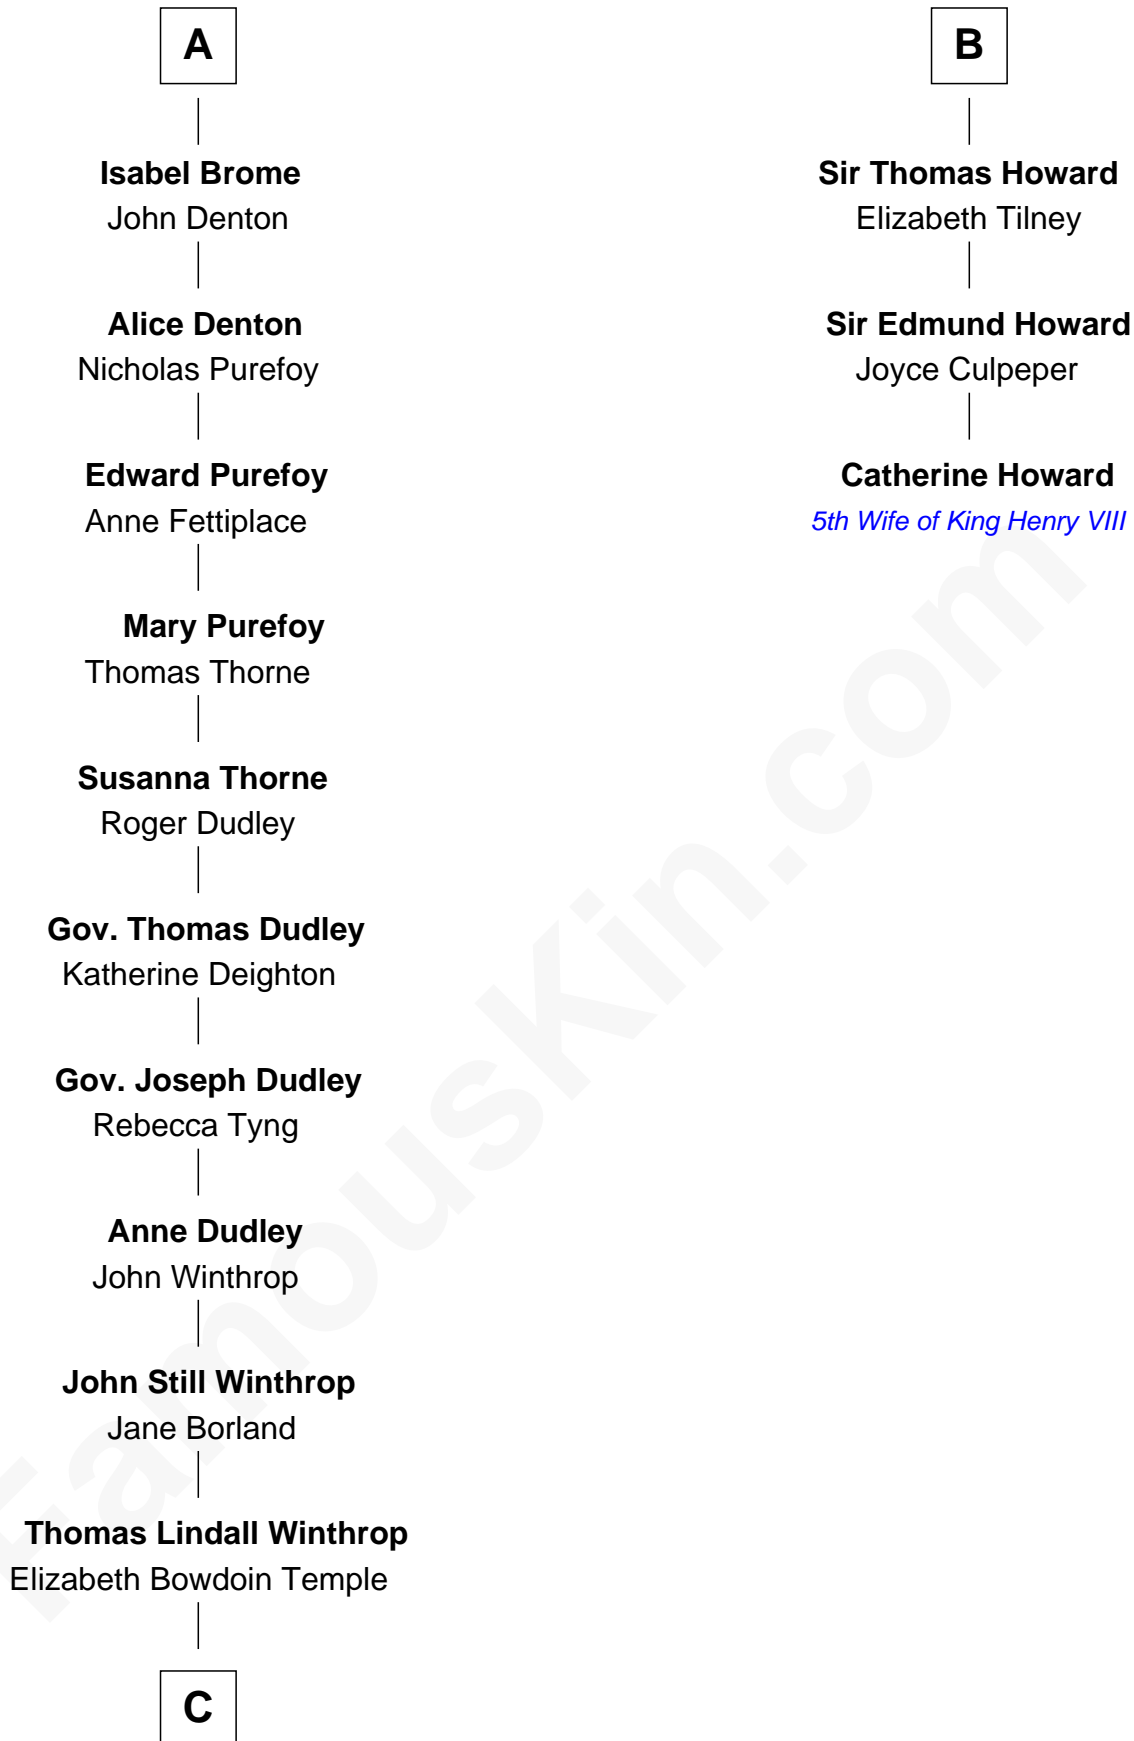 A
Isabel Brome
John Denton
Alice Denton
Nicholas Purefoy
Edward Purefoy
Anne Fettiplace
Mary Purefoy
Thomas Thorne
Susanna Thorne
Roger Dudley
Gov. Thomas Dudley
Katherine Deighton
Gov. Joseph Dudley
Rebecca Tyng
Anne Dudley
John Winthrop
John Still Winthrop
Jane Borland
Thomas Lindall Winthrop
Elizabeth Bowdoin Temple
C
B
Sir Thomas Howard
Elizabeth Tilney
Sir Edmund Howard
Joyce Culpeper
Catherine Howard
5th Wife of King Henry VIII
FamousKin.com